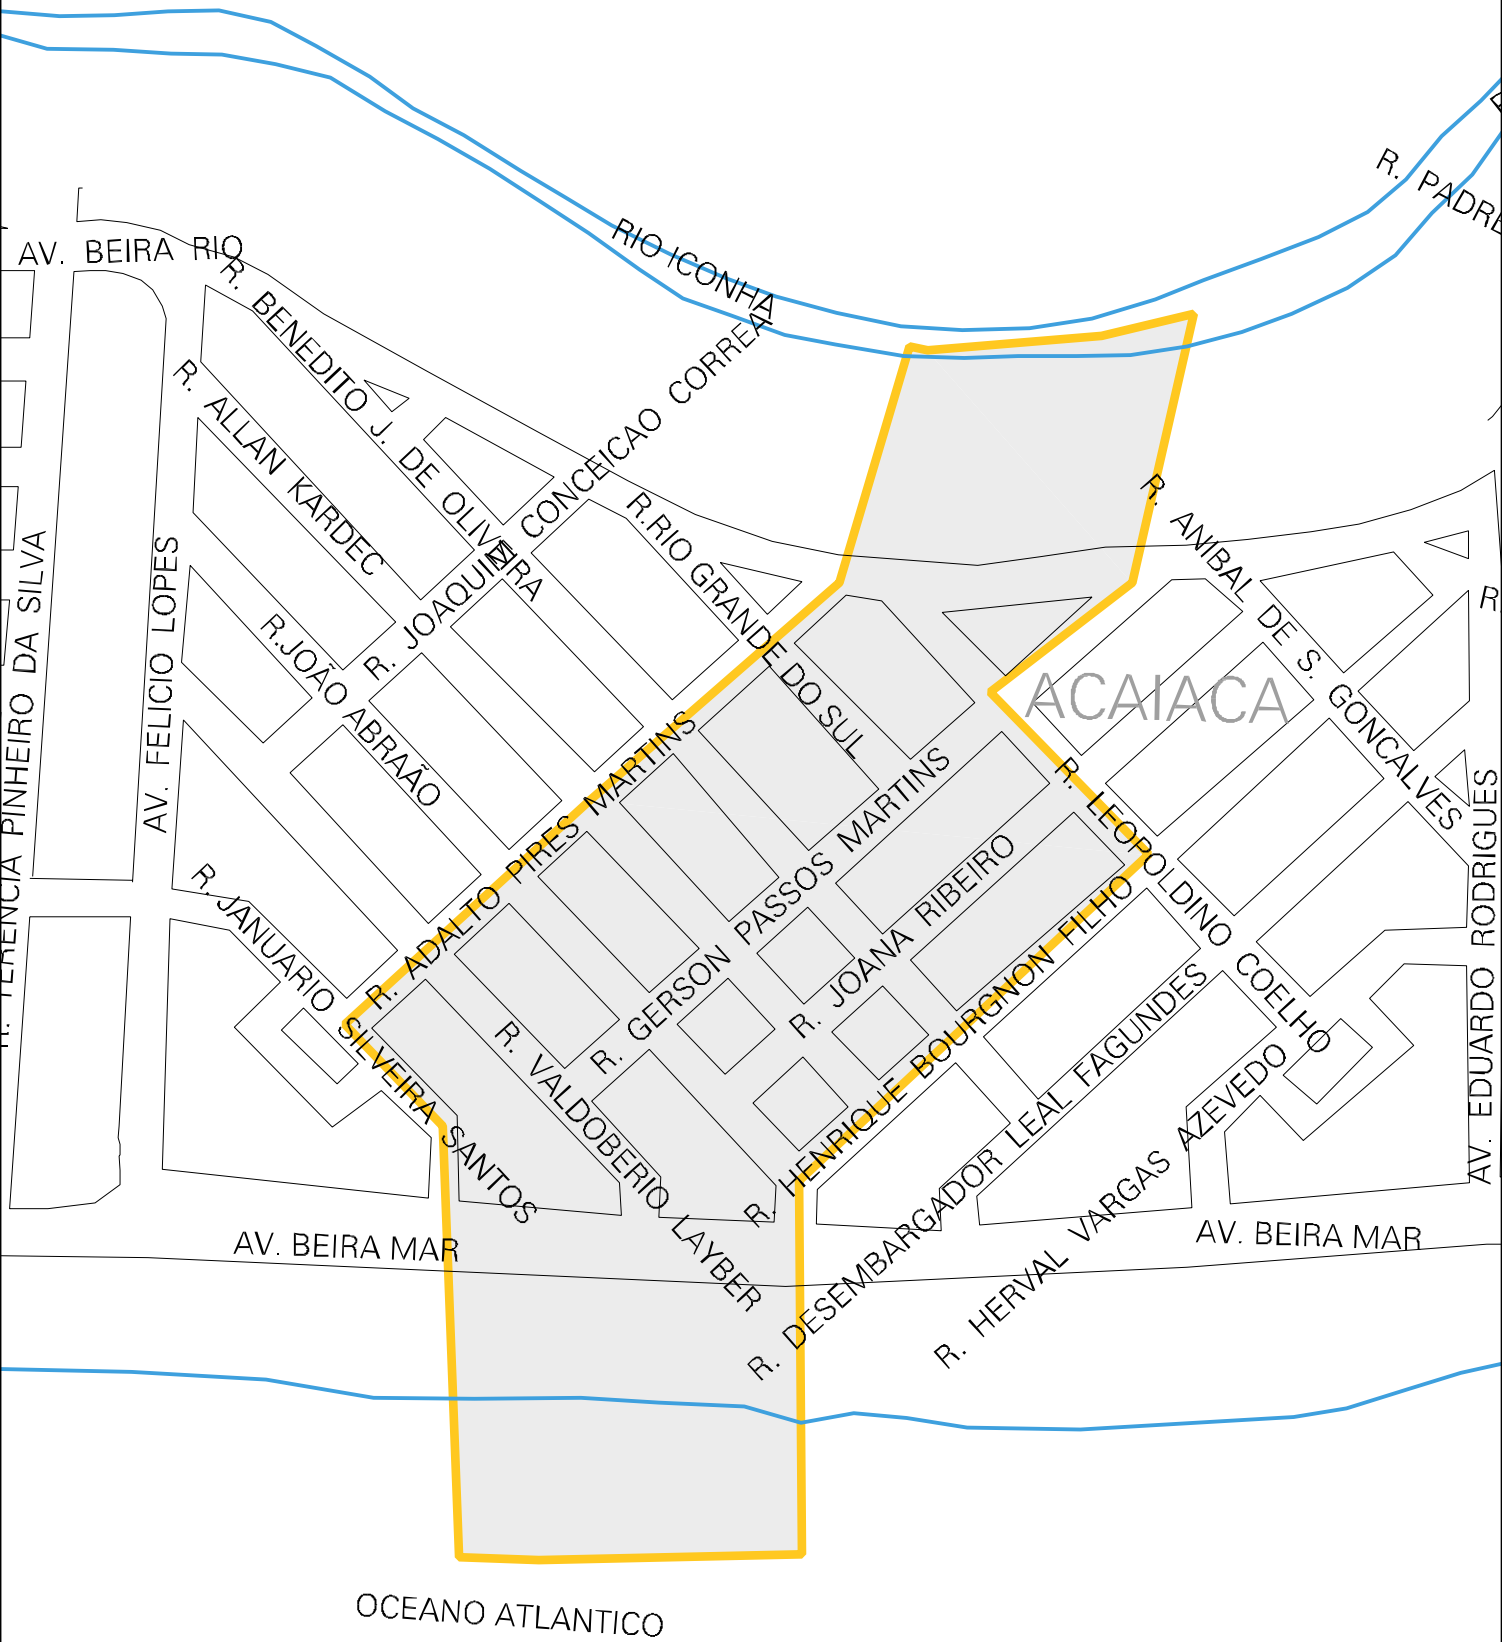 R. PADRE
RIO ICONHA
AV. BEIRA RIO
R. BENEDITO J. DE OLIVEIRA
R. JOAQUIM CONCEICAO CORREA
R. ALLAN KARDEC
R.RIO GRANDE DO SUL
R. ANIBAL DE S. GONCALVES
R.
R.JOÃO ABRAÃO
AV. FELICIO LOPES
PINHEIRO DA SILVA
ACAIACA
R. ADALTO PIRES MARTINS
R. GERSON PASSOS MARTINS
R. JOANA RIBEIRO
R. LEOPOLDINO COELHO
AV. EDUARDO RODRIGUES
R. JANUARIO SILVEIRA SANTOS
R. VALDOBERIO LAYBER
R. HENRIQUE BOURGNON FILHO
R. DESEMBARGADOR LEAL FAGUNDES
R. HERVAL VARGAS AZEVEDO
AV. BEIRA MAR
AV. BEIRA MAR
OCEANO ATLANTICO